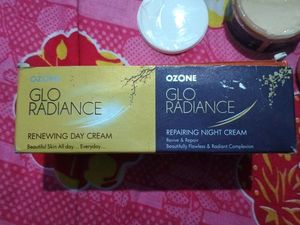 OZONE
GLO
RADIANCE
RENEWING DAY CREAM
Beautiful Skin All day... Everyday...
OZONE
GLO
RADIANCE
REPAIRING NIGHT CREAM
Revive & Repair
Beautifully Flawless & Radiant Complexion